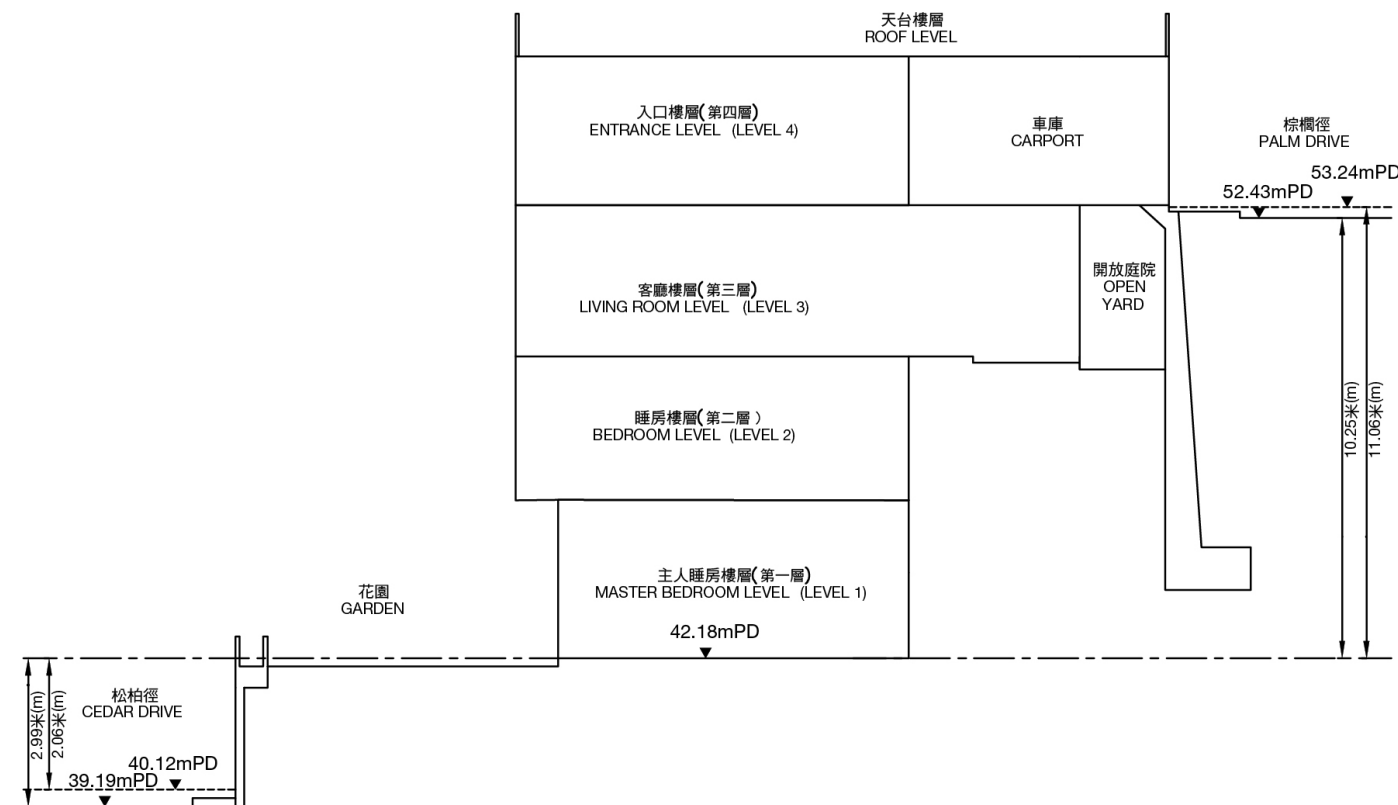 天台樓層
ROOF LEVEL
入口樓層(第四層)
ENTRANCE LEVEL (LEVEL 4)
車庫
CARPORT
棕櫚徑
PALM DRIVE
53.24mPD
52.43mPD
開放庭院
OPEN
YARD
客廳樓層(第三層)
LIVING ROOM LEVEL (LEVEL 3)
10.25米(m)
11.06米(m)
睡房樓層(第二層)
BEDROOM LEVEL (LEVEL 2)
主人睡房樓層(第一層)
MASTER BEDROOM LEVEL (LEVEL 1)
花園
GARDEN
42.18mPD
2.99米(m)
2.06米(m)
松柏徑
CEDAR DRIVE
40.12mPD
39.19mPD